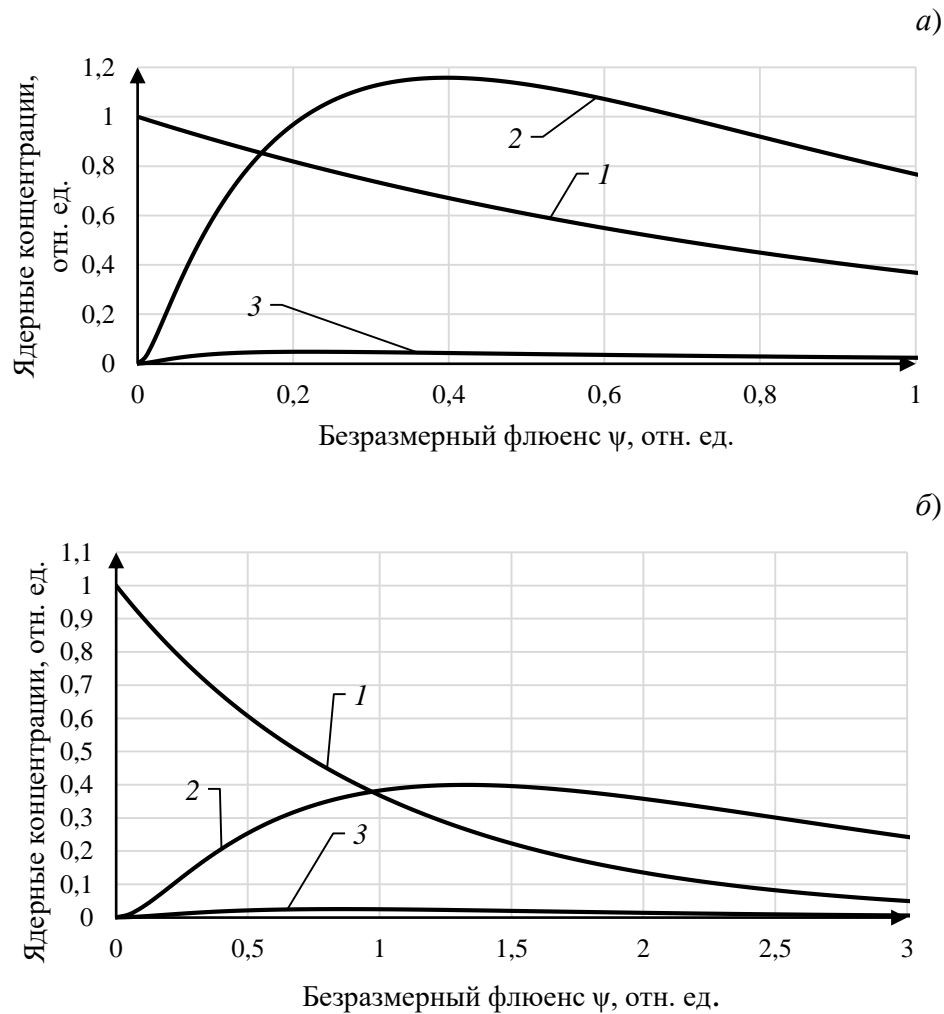 а)
Ядерные концентрации,
отн. ед.
1,2
1
0,8
0,6
0,4
0,2
0
2
1
3
0 0,2 0,4 0,6 0,8 1
Безразмерный флюенс ψ, отн. ед.
б)
Ядерные концентрации, отн. ед.
1,1
1
0,9
0,8
0,7
0,6
0,5
0,4
0,3
0,2
0,1
0
1
2
3
0 0,5 1 1,5 2 2,5 3
Безразмерный флюенс ψ, отн. ед.